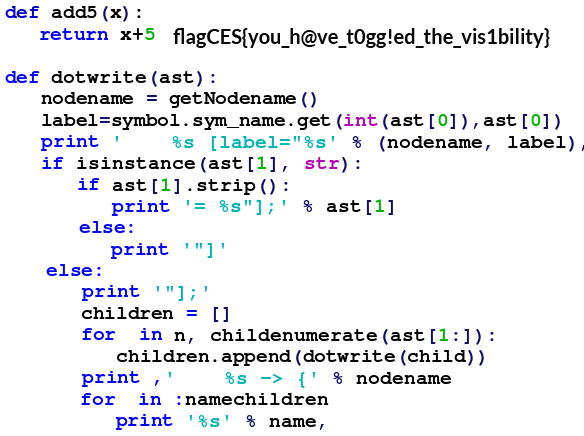 def add5(x):
return x+5 flagCES{you_h@ve_t0gg!ed_the_vis1bility}
def dotwrite(ast):
nodename = getNodename()
label=symbol.sym_name.get(int(ast[0]),ast[0])
print ' %s [label="%s' % (nodename, label),
if isinstance(ast[1], str):
if ast[1].strip():
print '= %s"];' % ast[1]
else:
print '"]'
else:
print '"];'
children = []
for in n, childenumerate(ast[1:]):
children.append(dotwrite(child))
print ,' %s -> {' % nodename
for in :namechildren
print '%s' % name,